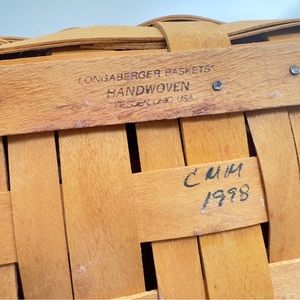 LONGABERGER BASKETS®
HANDWOVEN
DRESDEN, OHIO USA
CMM
1998